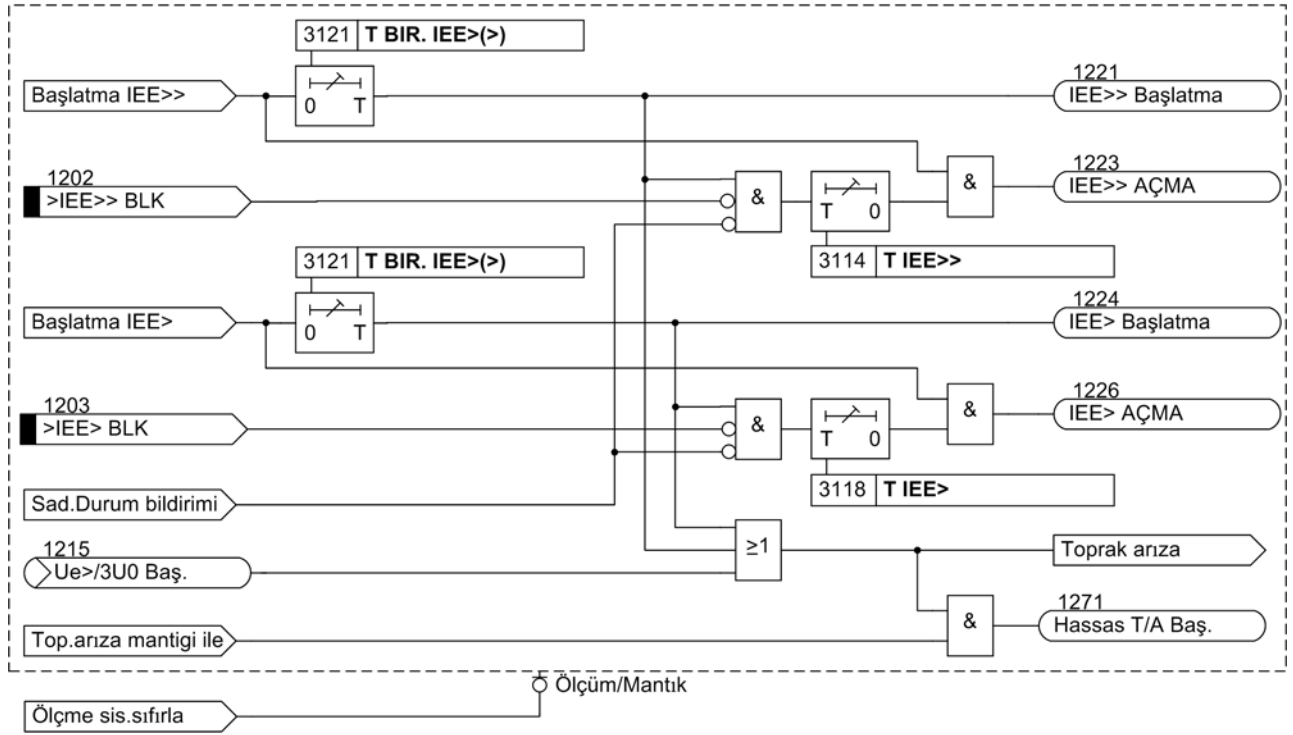 3121 T BIR. IEE>(>)
Başlatma IEE>>
0 T
1221
IEE>> Başlatma
1202
>IEE>> BLK
&
T 0
&
1223
IEE>> AÇMA
3114 T IEE>>
3121 T BIR. IEE>(>)
Başlatma IEE>
0 T
1224
IEE> Başlatma
1203
>IEE> BLK
&
T 0
&
1226
IEE> AÇMA
3118 T IEE>
Sad.Durum bildirimi
≥1
Toprak arıza
1215
Ue>/3U0 Baş.
&
1271
Hassas T/A Baş.
Top.arıza mantigi ile
Ölçüm/Mantık
Ölçme sis.sıfırla